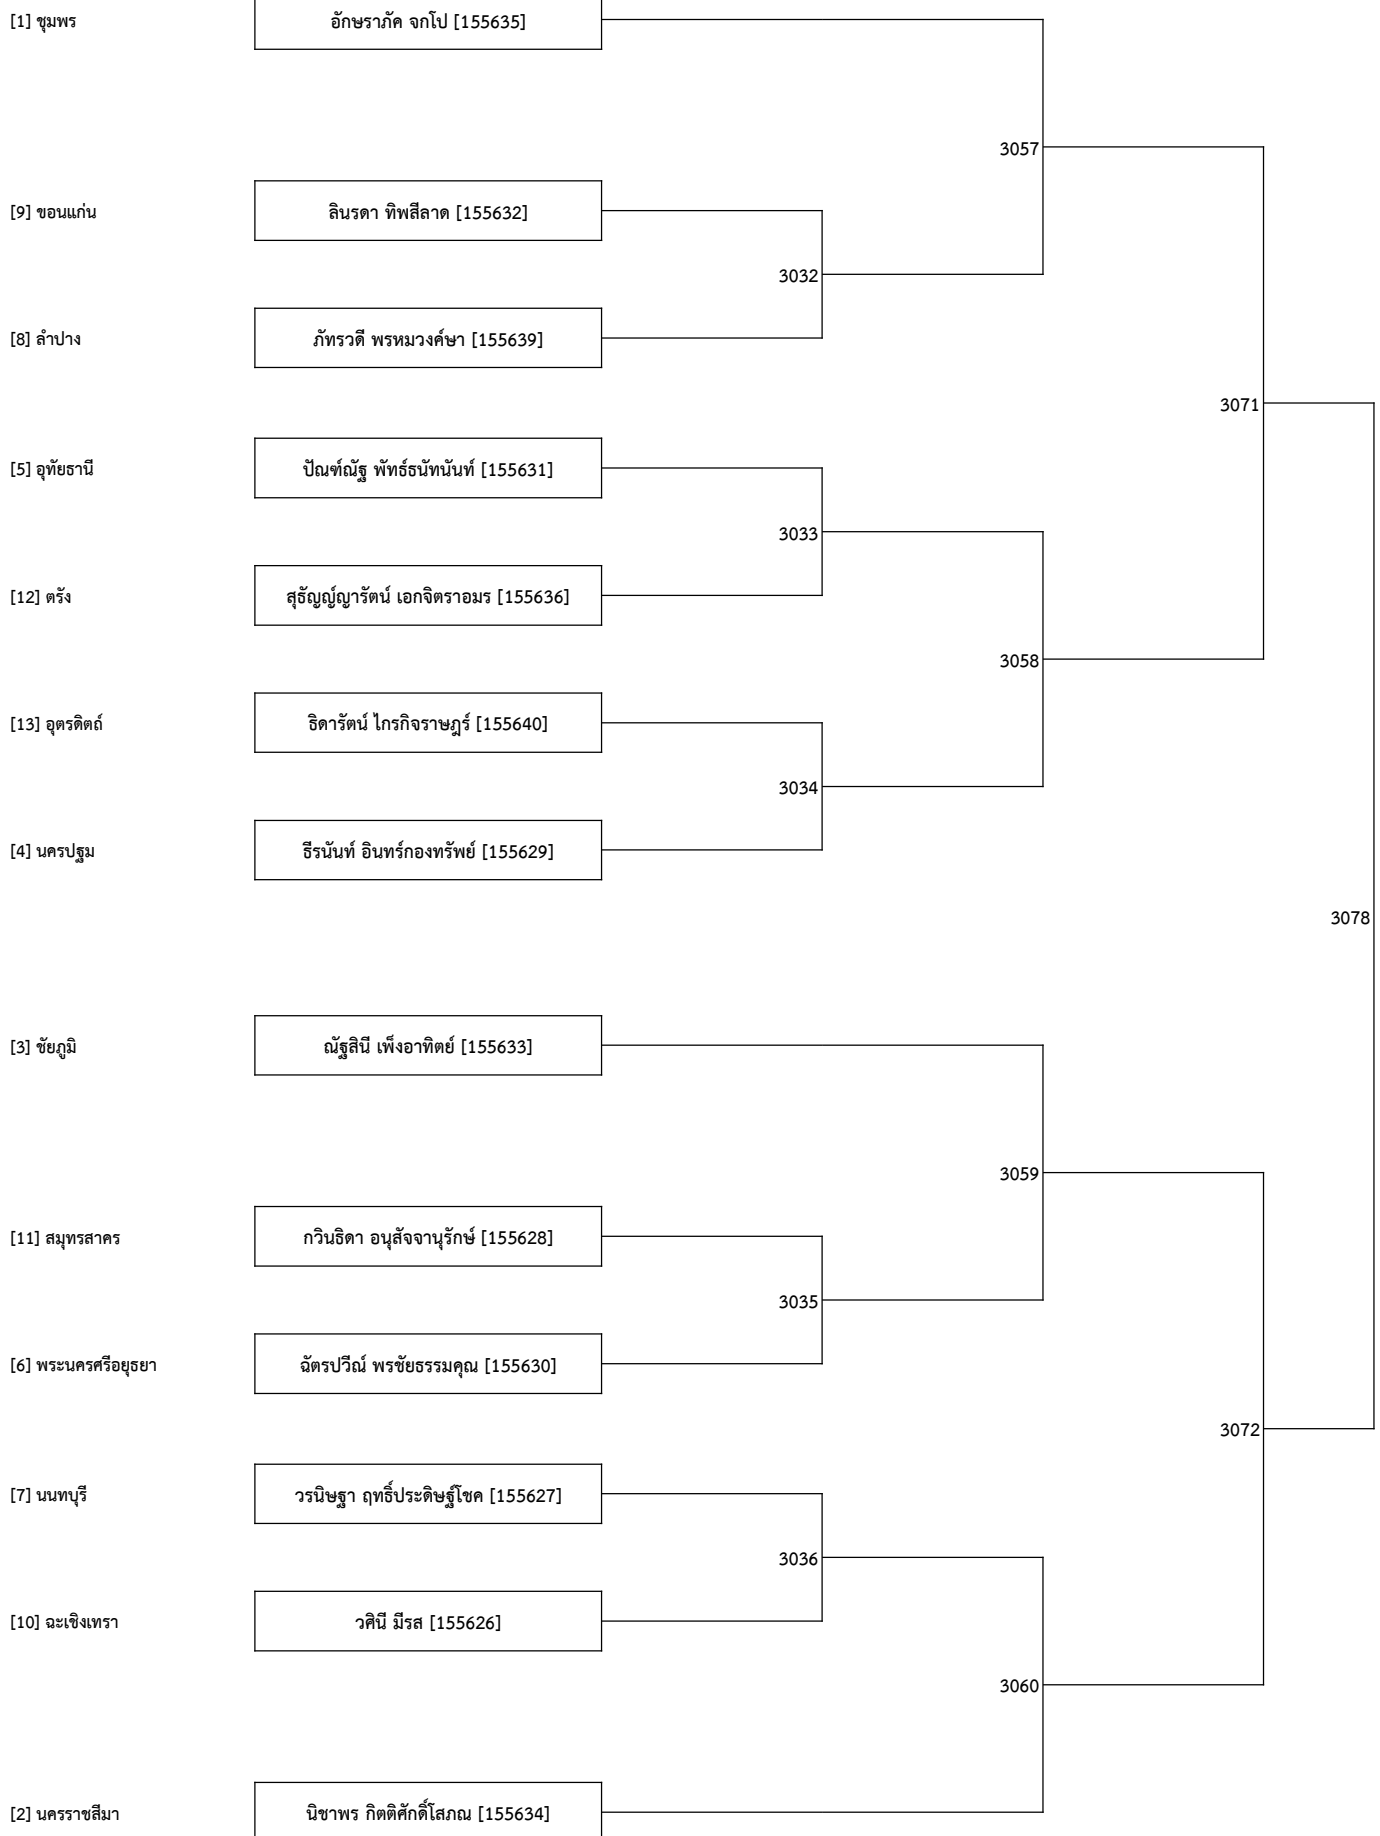 [1] ชุมพร
อักษราภัค จกโป [155635]
3057
[9] ขอนแก่น
ลินรดา ทิพสีลาด [155632]
3032
[8] ลำปาง
ภัทรวดี พรหมวงค์ษา [155639]
3071
[5] อุทัยธานี
ปัณฑ์ณัฐ พัทธ์ธนัทนันท์ [155631]
3033
[12] ตรัง
สุธัญญ์ญารัตน์ เอกจิตราอมร [155636]
3058
[13] อุตรดิตถ์
ธิดารัตน์ ไกรกิจราษฎร์ [155640]
3034
[4] นครปฐม
ธีรนันท์ อินทร์กองทรัพย์ [155629]
3078
[3] ชัยภูมิ
ณัฐสินี เพ็งอาทิตย์ [155633]
3059
[11] สมุทรสาคร
กวินธิดา อนุสัจจานุรักษ์ [155628]
3035
[6] พระนครศรีอยุธยา
ฉัตรปวีณ์ พรชัยธรรมคุณ [155630]
3072
[7] นนทบุรี
วรนิษฐา ฤทธิ์ประดิษฐ์โชค [155627]
3036
[10] ฉะเชิงเทรา
วศินี มีรส [155626]
3060
[2] นครราชสีมา
นิชาพร กิตติศักดิ์โสภณ [155634]